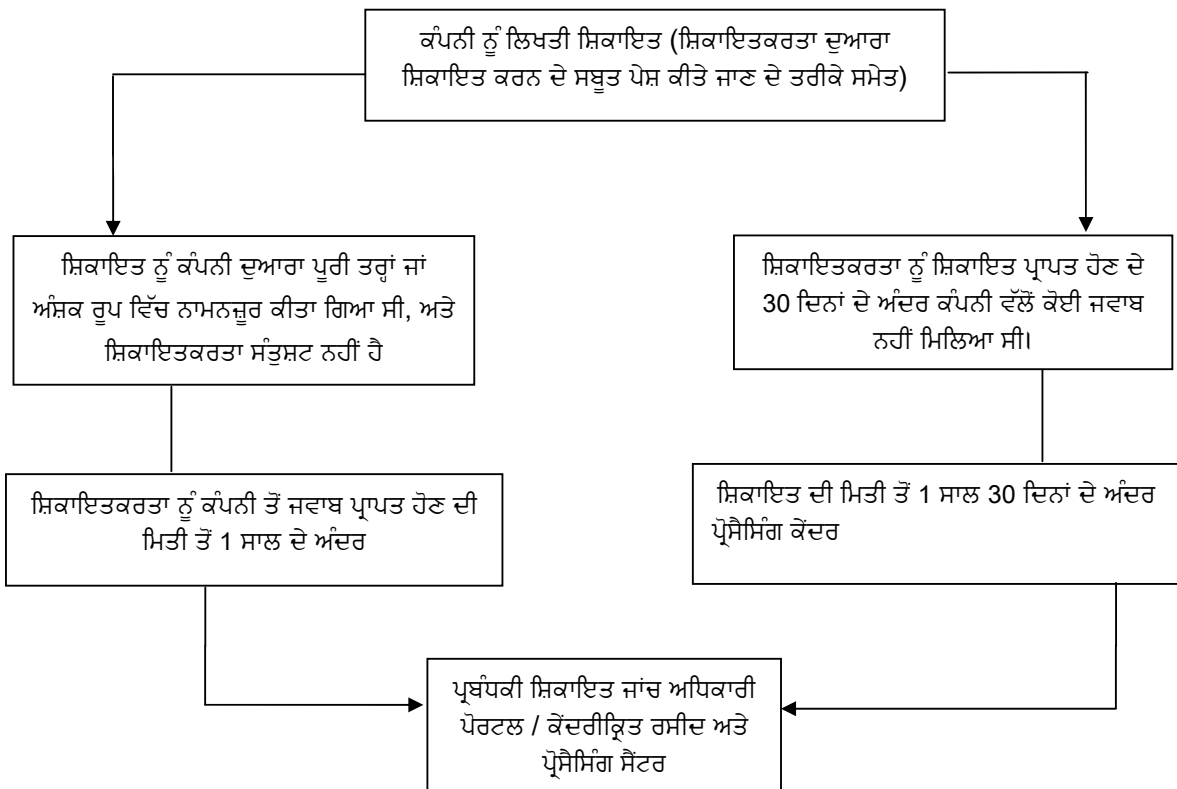 ਕੰਪਨੀ ਨੂੰ ਲਿਖਤੀ ਸ਼ਿਕਾਇਤ (ਸ਼ਿਕਾਇਤਕਰਤਾ ਦੁਆਰਾ
ਸ਼ਿਕਾਇਤ ਕਰਨ ਦੇ ਸਬੂਤ ਪੇਸ਼ ਕੀਤੇ ਜਾਣ ਦੇ ਤਰੀਕੇ ਸਮੇਤ)
ਸ਼ਿਕਾਇਤ ਨੂੰ ਕੰਪਨੀ ਦੁਆਰਾ ਪੂਰੀ ਤਰ੍ਹਾਂ ਜਾਂ
ਅੰਸ਼ਕ ਰੂਪ ਵਿੱਚ ਨਾਮਨਜ਼ੂਰ ਕੀਤਾ ਗਿਆ ਸੀ, ਅਤੇ
ਸ਼ਿਕਾਇਤਕਰਤਾ ਸੰਤੁਸ਼ਟ ਨਹੀਂ ਹੈ
ਸ਼ਿਕਾਇਤਕਰਤਾ ਨੂੰ ਸ਼ਿਕਾਇਤ ਪ੍ਰਾਪਤ ਹੋਣ ਦੇ
30 ਦਿਨਾਂ ਦੇ ਅੰਦਰ ਕੰਪਨੀ ਵੱਲੋਂ ਕੋਈ ਜਵਾਬ
ਨਹੀਂ ਮਿਲਿਆ ਸੀ।
ਸ਼ਿਕਾਇਤਕਰਤਾ ਨੂੰ ਕੰਪਨੀ ਤੋਂ ਜਵਾਬ ਪ੍ਰਾਪਤ ਹੋਣ ਦੀ
ਮਿਤੀ ਤੋਂ 1 ਸਾਲ ਦੇ ਅੰਦਰ
ਸ਼ਿਕਾਇਤ ਦੀ ਮਿਤੀ ਤੋਂ 1 ਸਾਲ 30 ਦਿਨਾਂ ਦੇ ਅੰਦਰ
ਪ੍ਰੋਸੈਸਿੰਗ ਕੇਂਦਰ
ਪ੍ਰਬੰਧਕੀ ਸ਼ਿਕਾਇਤ ਜਾਂਚ ਅਧਿਕਾਰੀ
ਪੋਰਟਲ / ਕੇਂਦਰੀਕ੍ਰਿਤ ਰਸੀਦ ਅਤੇ
ਪ੍ਰੋਸੈਸਿੰਗ ਸੈਂਟਰ